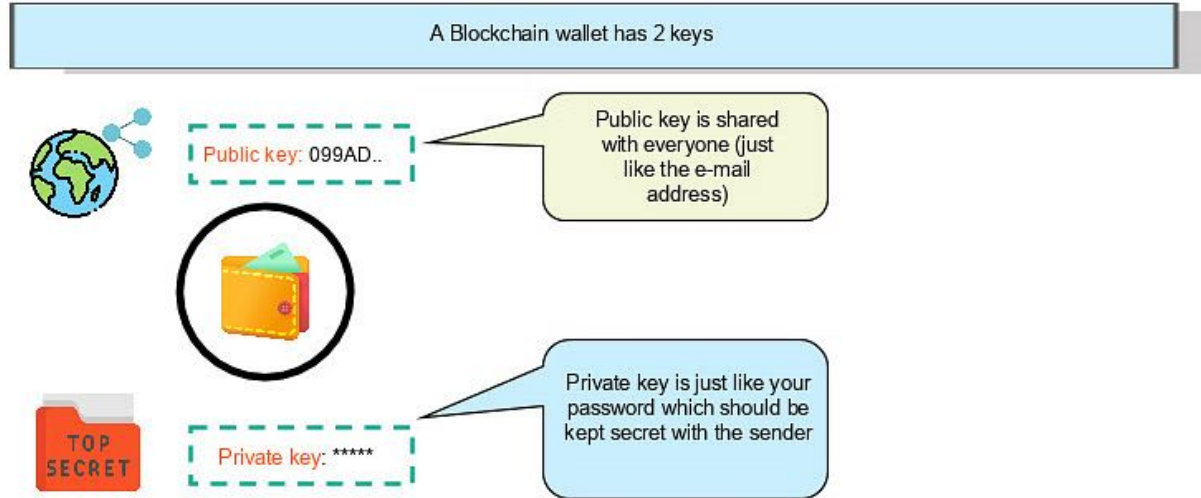 A Blockchain wallet has 2 keys
Public key: 099AD..
Public key is shared
with everyone (just
like the e-mail
address)
Private key is just like your
password which should be
kept secret with the sender
TOP
SECRET
Private key: *****